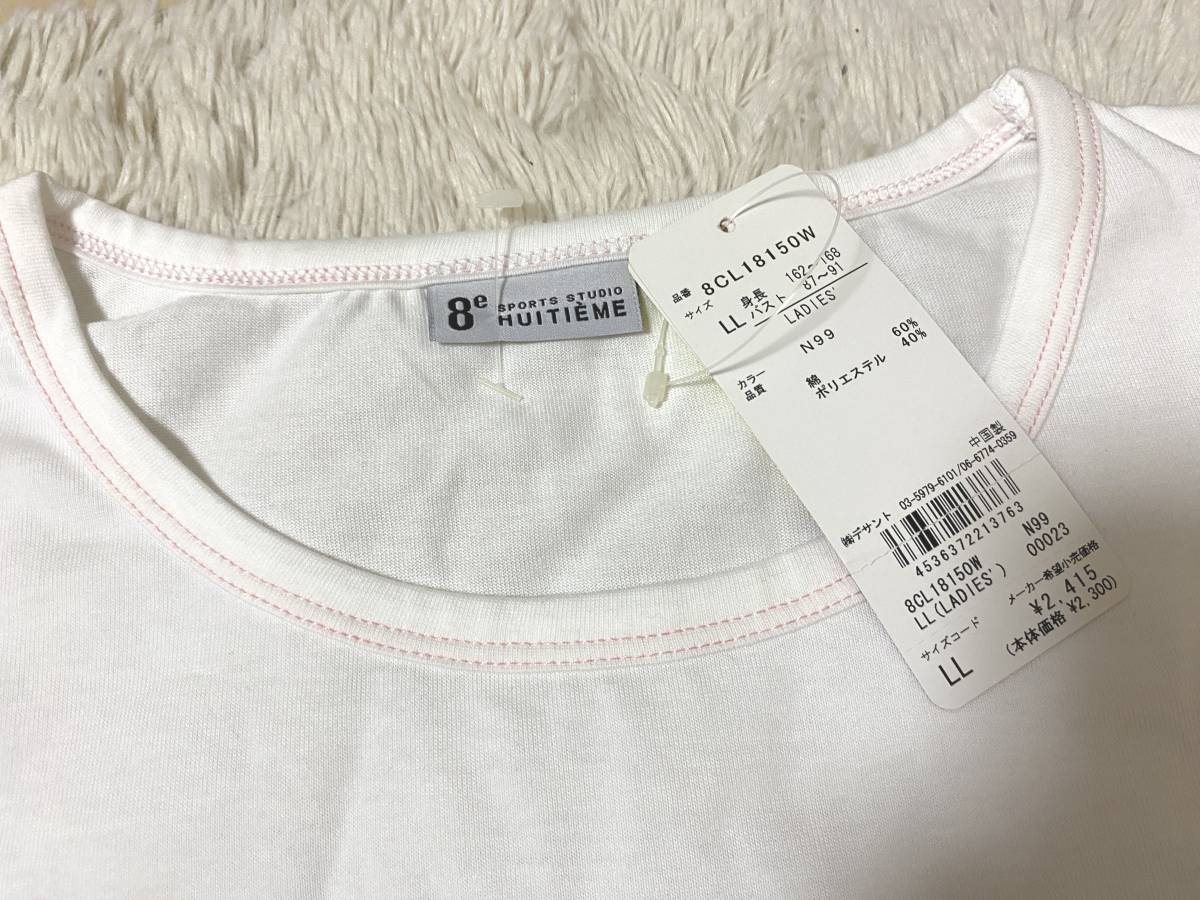 8e SPORTS STUDIO
HUITIÈME
品番 8CL18150W
サイズ LL 身長 162～168
バスト 87～91
LADIES'
カラー N99
品質 綿 60%
ポリエステル 40%
中国製
㈱デサント 03-5979-6101/06-6774-0359
4536372213763
8CL18150W N99
LL(LADIES') 00023
サイズコード メーカー希望小売価格
LL ¥2,415
(本体価格 ¥2,300)